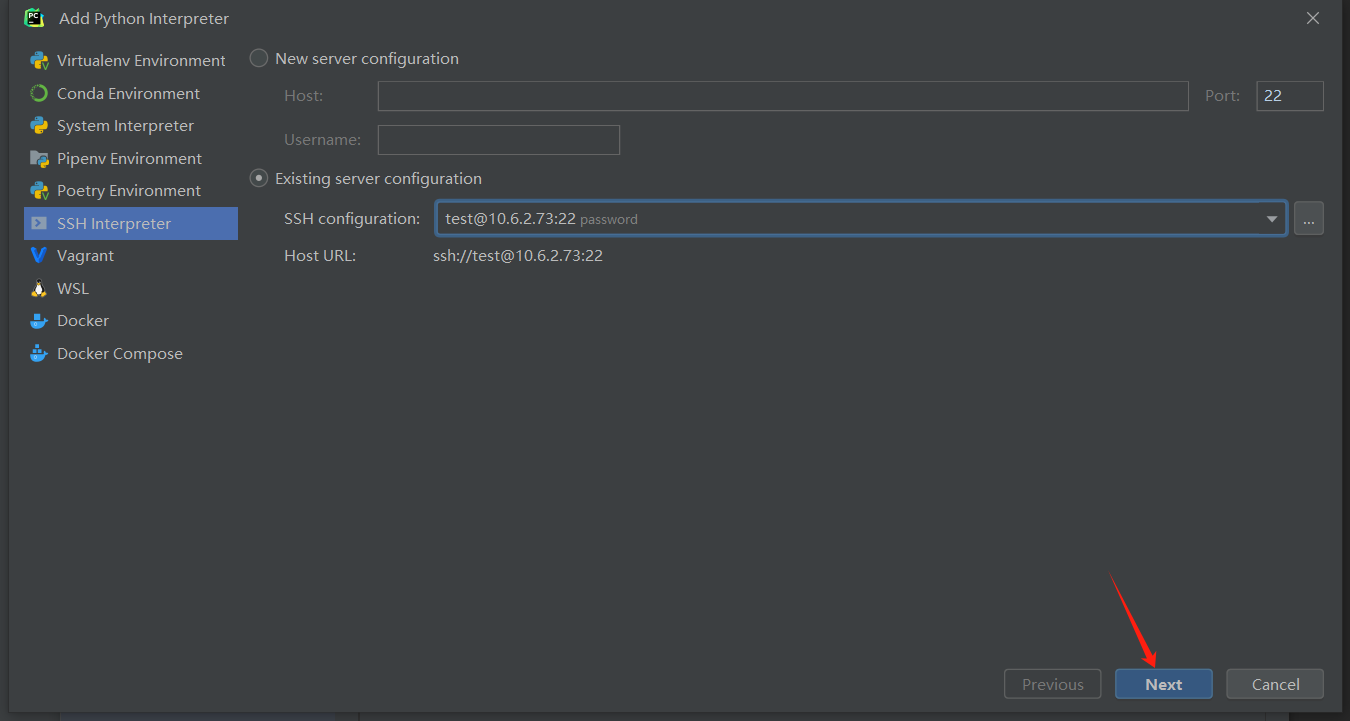 PC
Add Python Interpreter
Virtualenv Environment
Conda Environment
System Interpreter
Pipenv Environment
Poetry Environment
SSH Interpreter
Vagrant
WSL
Docker
Docker Compose
New server configuration
Host:
Port: 22
Username:
Existing server configuration
SSH configuration: test@10.6.2.73:22 password ...
Host URL: ssh://test@10.6.2.73:22
Previous Next Cancel